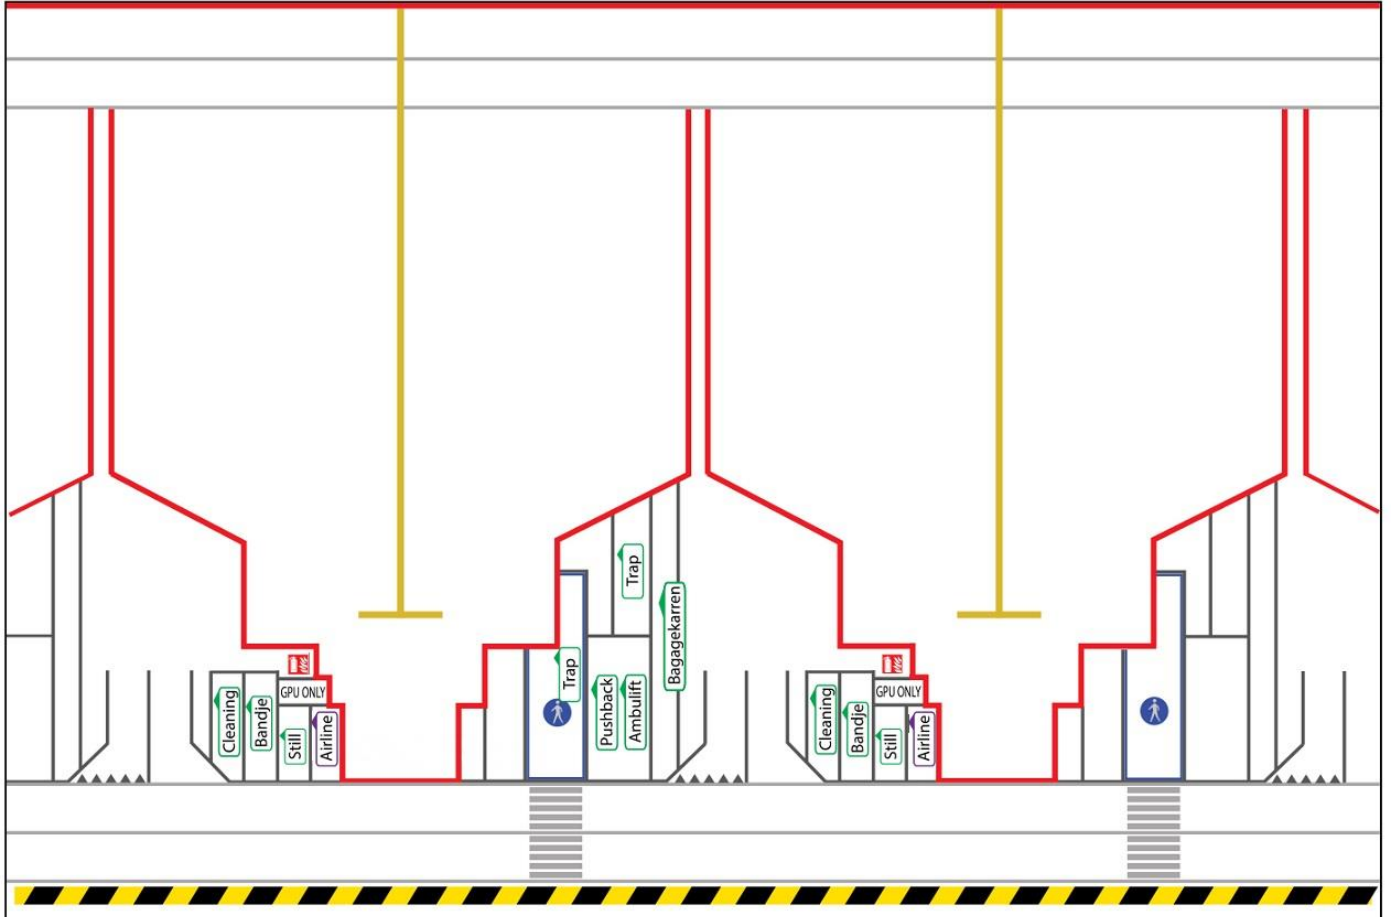 Trap
Bagagekarren
Trap
Pushback
Ambulift
Cleaning
Bandje
GPU ONLY
Still
Airline
Cleaning
Bandje
GPU ONLY
Still
Airline